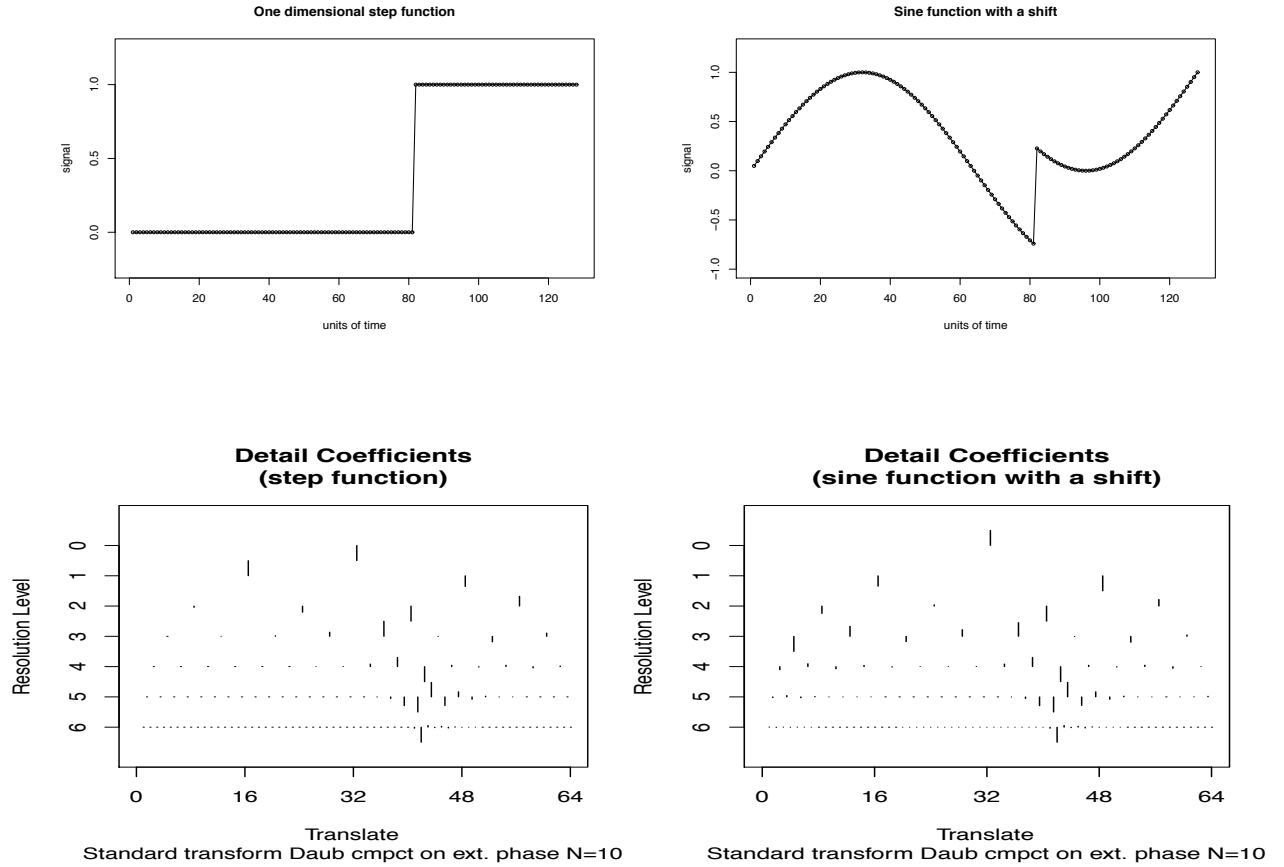 One dimensional step function
signal
0.0 0.5 1.0
0 20 40 60 80 100 120
units of time
Sine function with a shift
signal
−1.0 −0.5 0.0 0.5 1.0
0 20 40 60 80 100 120
units of time
Detail Coefficients
(step function)
Resolution Level
0
1
2
3
4
5
6
0 16 32 48 64
Translate
Standard transform Daub cmpct on ext. phase N=10
Detail Coefficients
(sine function with a shift)
Resolution Level
0
1
2
3
4
5
6
0 16 32 48 64
Translate
Standard transform Daub cmpct on ext. phase N=10